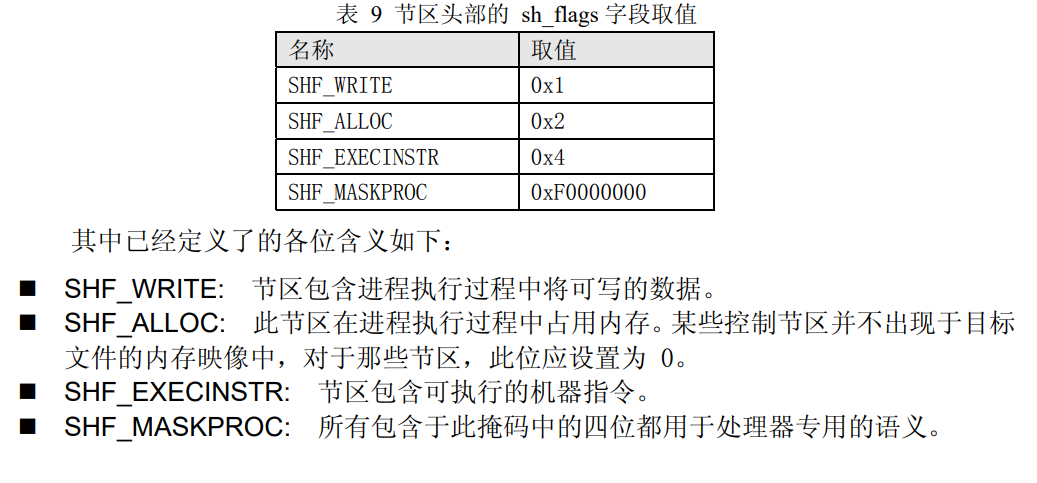 表 9 节区头部的 sh_flags 字段取值
名称 取值
SHF_WRITE 0x1
SHF_ALLOC 0x2
SHF_EXECINSTR 0x4
SHF_MASKPROC 0xF0000000
其中已经定义了的各位含义如下：
■ SHF_WRITE: 节区包含进程执行过程中将可写的数据。
■ SHF_ALLOC: 此节区在进程执行过程中占用内存。某些控制节区并不出现于目标
文件的内存映像中，对于那些节区，此位应设置为 0。
■ SHF_EXECINSTR: 节区包含可执行的机器指令。
■ SHF_MASKPROC: 所有包含于此掩码中的四位都用于处理器专用的语义。